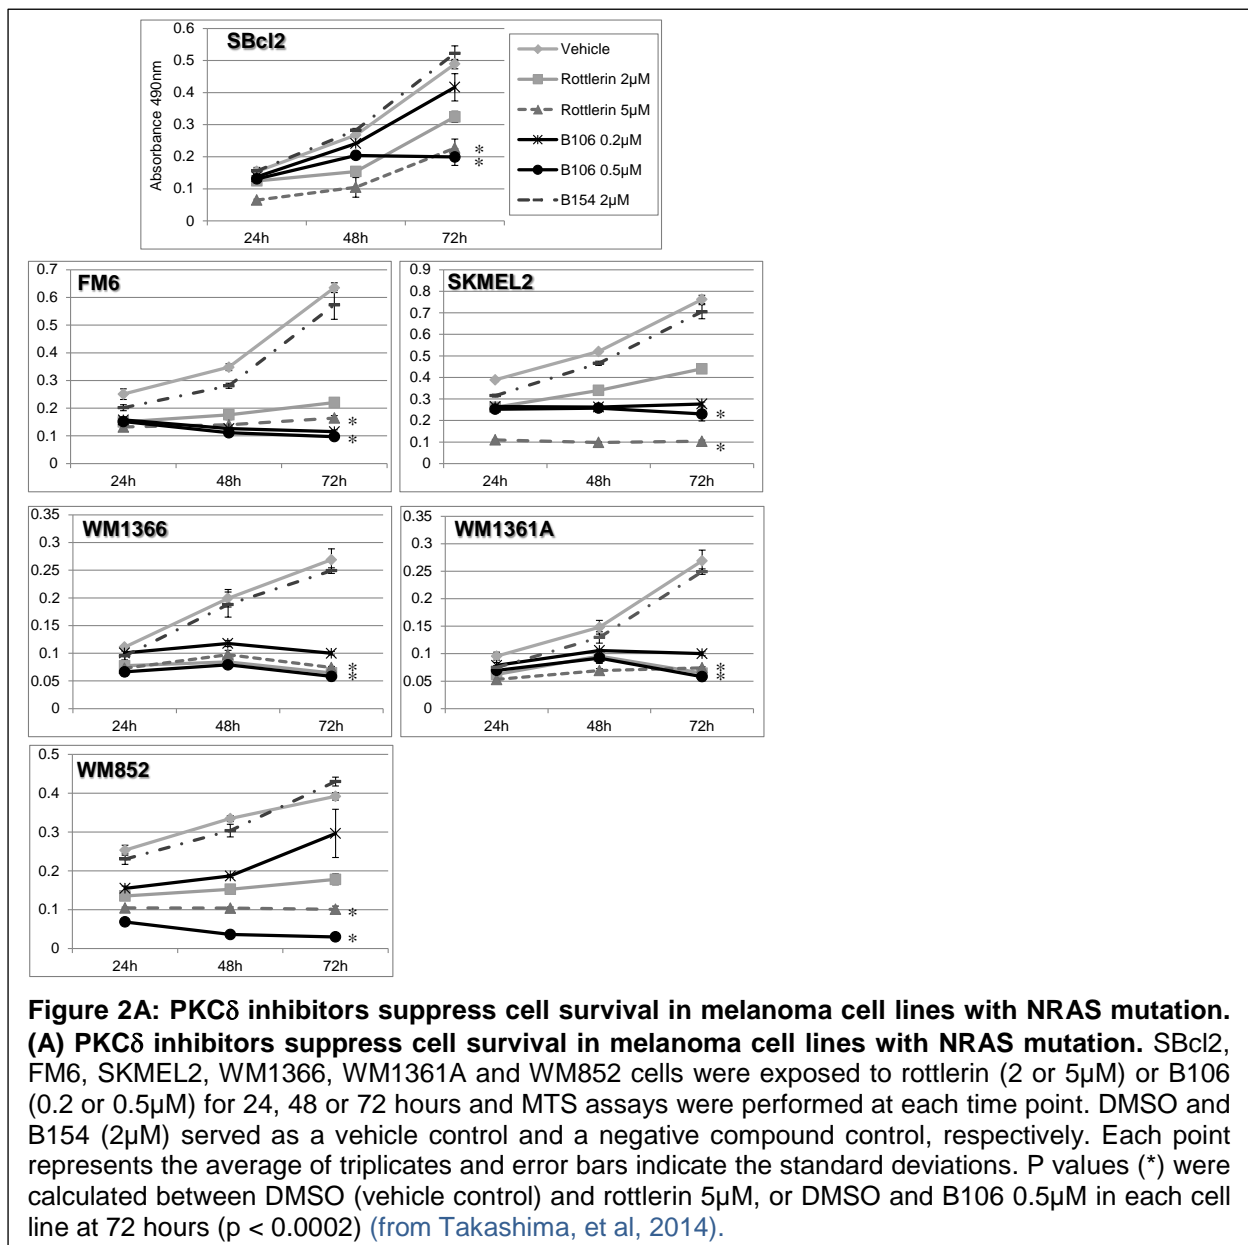 SBcl2
Absorbance 490nm
0.6
0.5
0.4
0.3
0.2
0.1
0
24h 48h 72h
Vehicle
Rottlerin 2µM
Rottlerin 5µM
B106 0.2µM
B106 0.5µM
B154 2µM
*
*
FM6
0.7
0.6
0.5
0.4
0.3
0.2
0.1
0
24h 48h 72h
*
*
SKMEL2
0.9
0.8
0.7
0.6
0.5
0.4
0.3
0.2
0.1
0
24h 48h 72h
*
*
WM1366
0.35
0.3
0.25
0.2
0.15
0.1
0.05
0
24h 48h 72h
*
*
WM1361A
0.35
0.3
0.25
0.2
0.15
0.1
0.05
0
24h 48h 72h
*
*
WM852
0.5
0.4
0.3
0.2
0.1
0
24h 48h 72h
*
*
Figure 2A: PKCδ inhibitors suppress cell survival in melanoma cell lines with NRAS mutation.
(A) PKCδ inhibitors suppress cell survival in melanoma cell lines with NRAS mutation. SBcl2,
FM6, SKMEL2, WM1366, WM1361A and WM852 cells were exposed to rottlerin (2 or 5µM) or B106
(0.2 or 0.5µM) for 24, 48 or 72 hours and MTS assays were performed at each time point. DMSO and
B154 (2µM) served as a vehicle control and a negative compound control, respectively. Each point
represents the average of triplicates and error bars indicate the standard deviations. P values (*) were
calculated between DMSO (vehicle control) and rottlerin 5µM, or DMSO and B106 0.5µM in each cell
line at 72 hours (p < 0.0002) (from Takashima, et al, 2014).